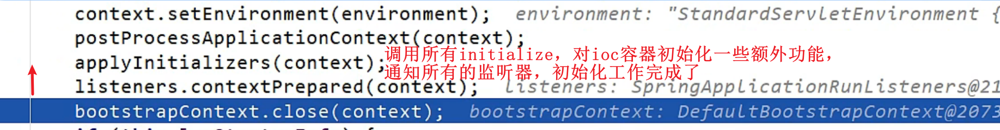 context.setEnvironment(environment);  environment: "StandardServletEnvironment {
postProcessApplicationContext(context);
调用所有initialize，对ioc容器初始化一些额外功能，
applyInitializers(context);
通知所有的监听器，初始化工作完成了
listeners.contextPrepared(context);  listeners: SpringApplicationRunListeners@21
bootstrapContext.close(context);  bootstrapContext: DefaultBootstrapContext@2073